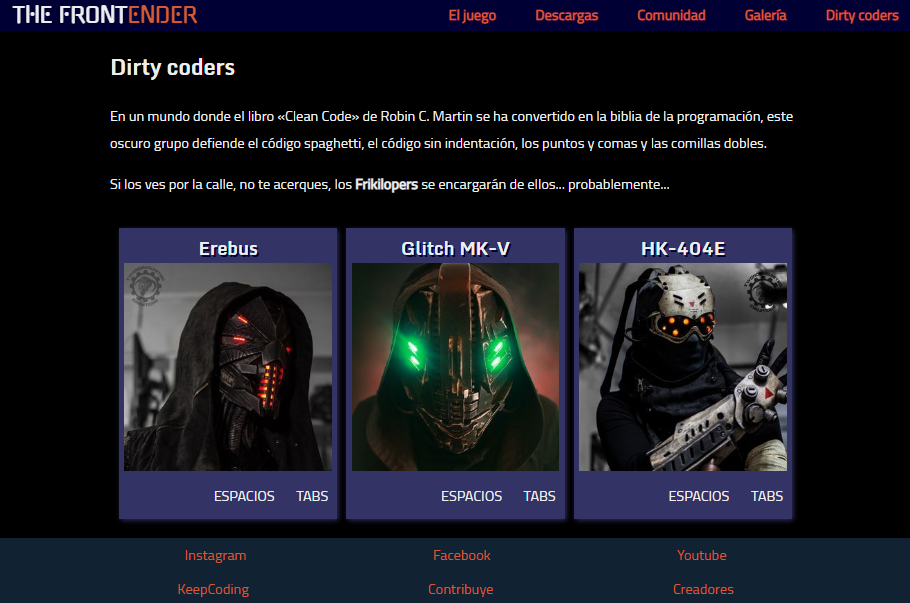 THE FRONTENDER
El juego Descargas Comunidad Galería Dirty coders
Dirty coders
En un mundo donde el libro «Clean Code» de Robin C. Martin se ha convertido en la biblia de la programación, este
oscuro grupo defiende el código spaghetti, el código sin indentación, los puntos y comas y las comillas dobles.
Si los ves por la calle, no te acerques, los Frikilopers se encargarán de ellos... probablemente...
Erebus
ESPACIOS TABS
Glitch MK-V
ESPACIOS TABS
HK-404E
ESPACIOS TABS
Instagram Facebook Youtube
KeepCoding Contribuye Creadores